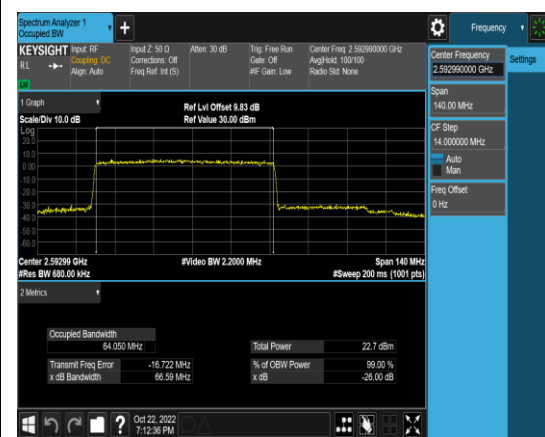 Spectrum Analyzer 1
Occupied BW
+
Frequency
KEYSIGHT
RL
Input: RF
Coupling: DC
Align: Auto
Input Z: 50 Ω
Corrections: Off
Freq Ref: Int (S)
Atten: 30 dB
Trig: Free Run
Gate: Off
#IF Gain: Low
Center Freq: 2.592990000 GHz
Avg|Hold: 100/100
Radio Std: None
Center Frequency
2.592990000 GHz
Settings
Span
140.00 MHz
CF Step
14.000000 MHz
Auto
Man
Freq Offset
0 Hz
1 Graph
Scale/Div 10.0 dB
Ref Lvl Offset 9.83 dB
Ref Value 30.00 dBm
Log
20.0
10.0
0.00
-10.0
-20.0
-30.0
-40.0
-50.0
-60.0
Center 2.59299 GHz
#Res BW 680.00 kHz
#Video BW 2.2000 MHz
Span 140 MHz
#Sweep 200 ms (1001 pts)
2 Metrics
Occupied Bandwidth
64.050 MHz
Total Power 22.7 dBm
Transmit Freq Error -16.722 MHz
% of OBW Power 99.00 %
x dB Bandwidth 66.59 MHz
x dB -26.00 dB
?
Oct 22, 2022
7:12:36 PM